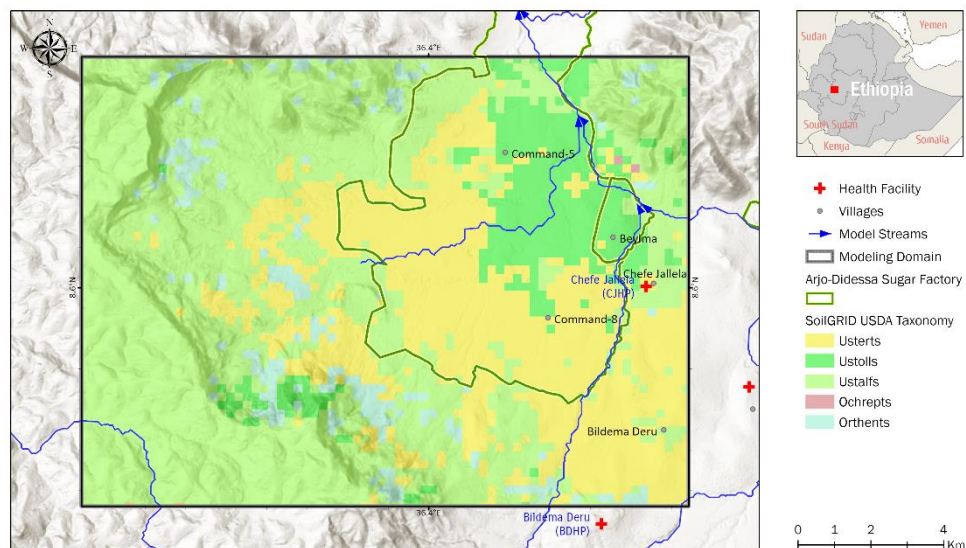 N
W
E
S
36.4°E
Command-5
Beylma
Chefe Jallela
Chefe Jallela
(CJHP)
8.6°N
8.6°N
Command-8
Bildema Deru
36.4°E
Bildema Deru
(BDHP)
Sudan
Yemen
Ethiopia
South Sudan
Kenya
Somalia
Health Facility
Villages
Model Streams
Modeling Domain
Arjo-Didessa Sugar Factory
SoilGRID USDA Taxonomy
Usterts
Ustolls
Ustalfs
Ochrepts
Orthents
0 1 2 4
Km